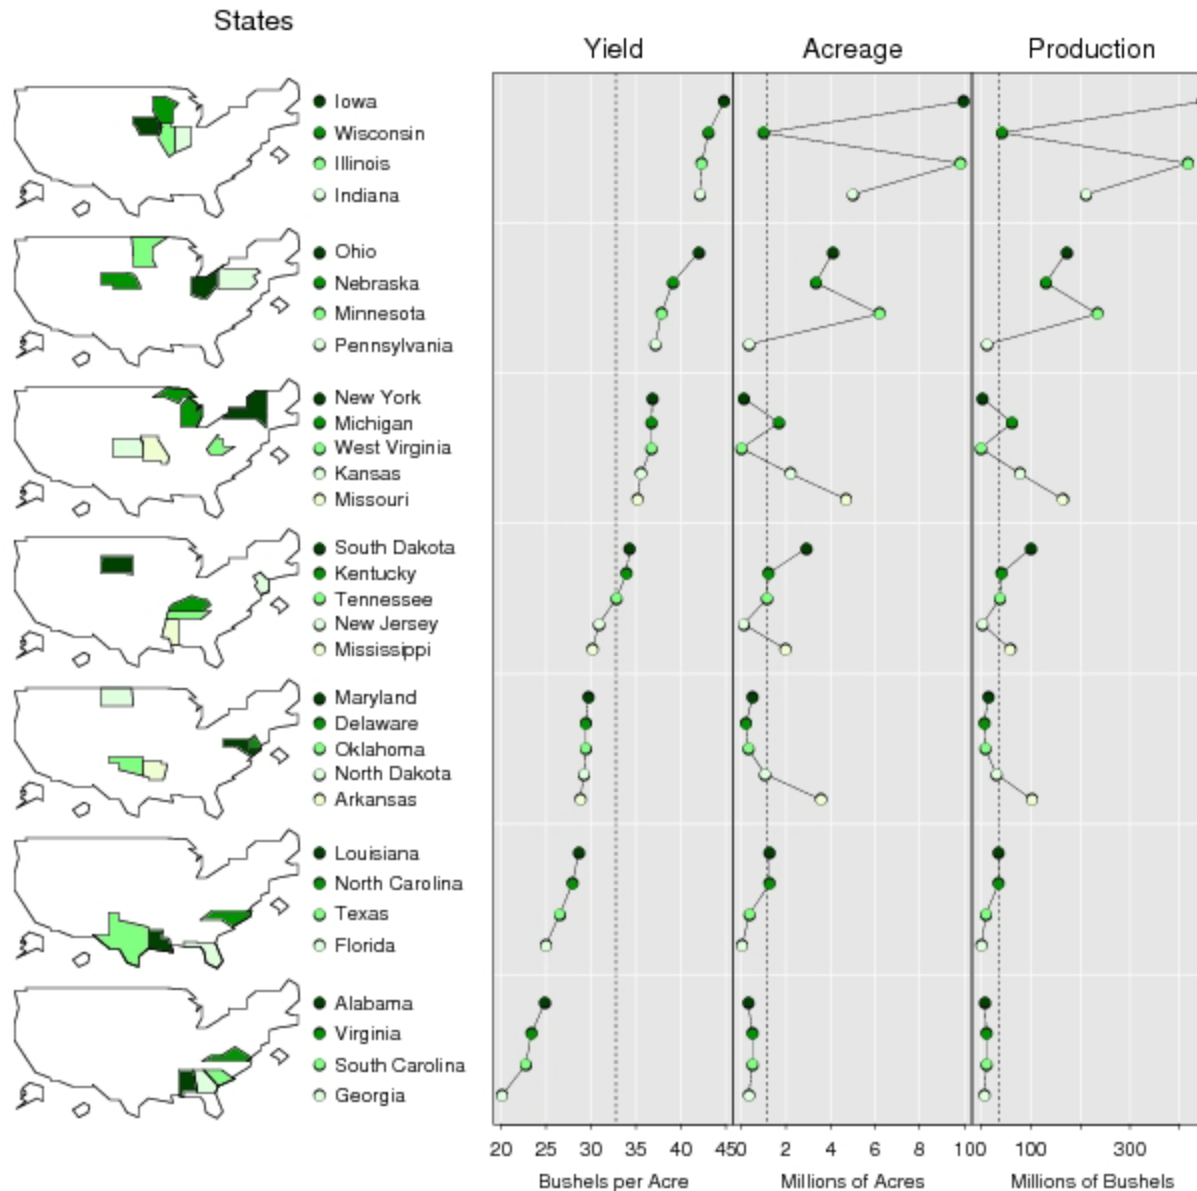 States
Yield
Acreage
Production
Iowa
Wisconsin
Illinois
Indiana
Ohio
Nebraska
Minnesota
Pennsylvania
New York
Michigan
West Virginia
Kansas
Missouri
South Dakota
Kentucky
Tennessee
New Jersey
Mississippi
Maryland
Delaware
Oklahoma
North Dakota
Arkansas
Louisiana
North Carolina
Texas
Florida
Alabama
Virginia
South Carolina
Georgia
20 25 30 35 40 45 0 2 4 6 8 10 0 100 300
Bushels per Acre
Millions of Acres
Millions of Bushels